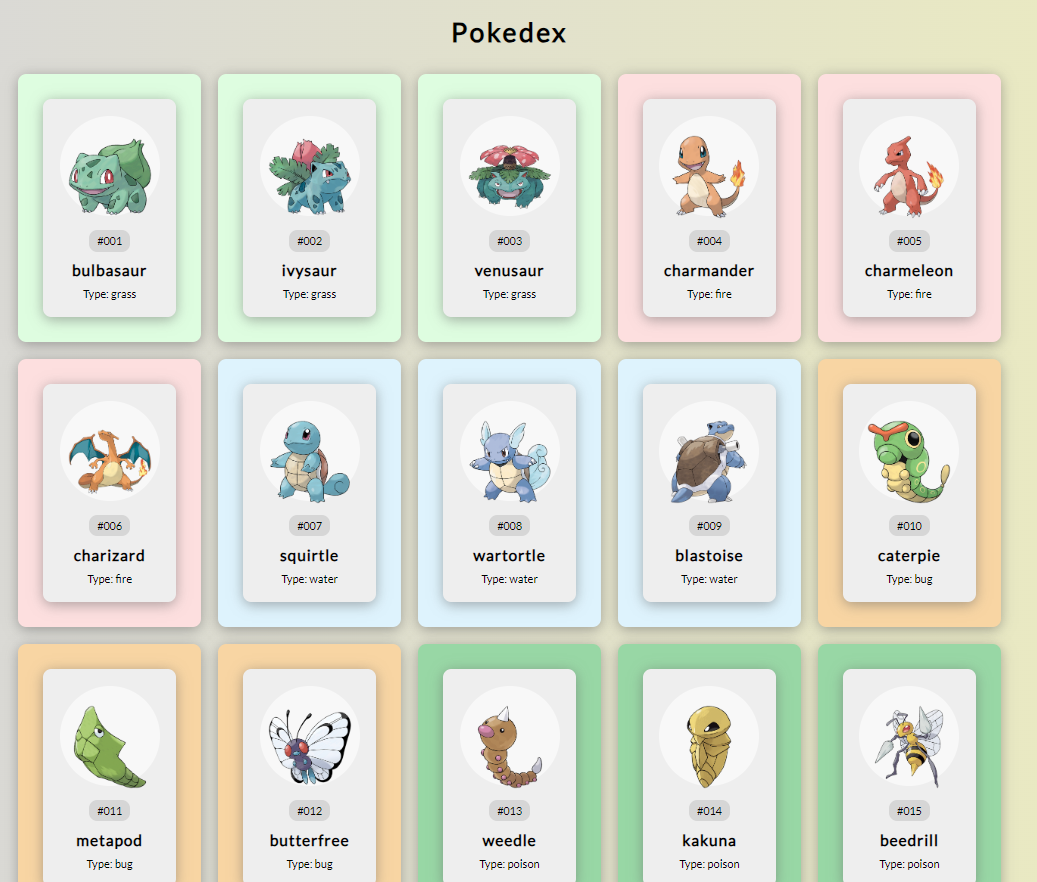 Pokedex
#001 #002 #003 #004 #005
bulbasaur ivysaur venusaur charmander charmeleon
Type: grass Type: grass Type: grass Type: fire Type: fire
#006 #007 #008 #009 #010
charizard squirtle wartortle blastoise caterpie
Type: fire Type: water Type: water Type: water Type: bug
#011 #012 #013 #014 #015
metapod butterfree weedle kakuna beedrill
Type: bug Type: bug Type: poison Type: poison Type: poison